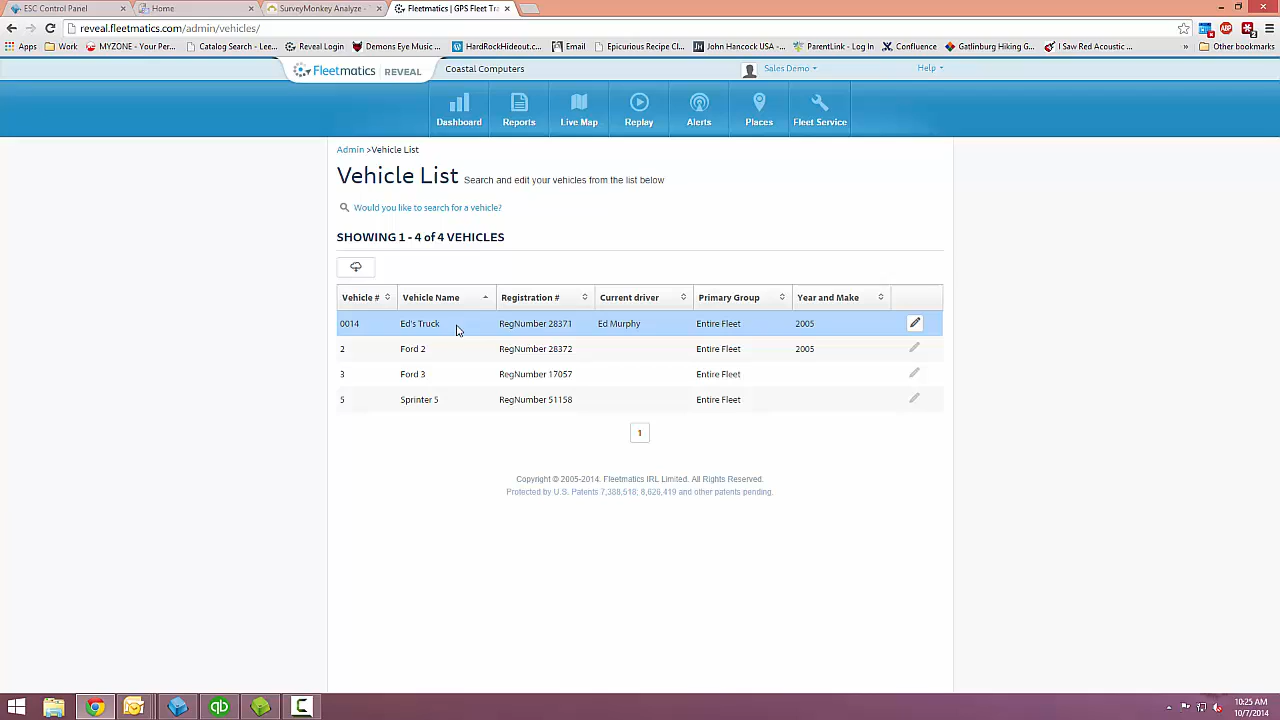 ESC Control Panel
Home
SurveyMonkey Analyze -
Fleetmatics | GPS Fleet Tra
reveal.fleetmatics.com/admin/vehicles/
Apps Work MYZONE - Your Per... Catalog Search - Lee... Reveal Login Demons Eye Music ... HardRockHideout.c... Email Epicurious Recipe Cl... John Hancock USA -... ParentLink - Log in Confluence Gatlinburg Hiking G... I Saw Red Acoustic ... » Other bookmarks
Fleetmatics | REVEAL Coastal Computers Sales Demo Help
Dashboard Reports Live Map Replay Alerts Places Fleet Service
Admin >Vehicle List
Vehicle List Search and edit your vehicles from the list below
Would you like to search for a vehicle?
SHOWING 1 - 4 of 4 VEHICLES
Vehicle # Vehicle Name Registration # Current driver Primary Group Year and Make
0014 Ed's Truck RegNumber 28371 Ed Murphy Entire Fleet 2005
2 Ford 2 RegNumber 28372 Entire Fleet 2005
3 Ford 3 RegNumber 17057 Entire Fleet
5 Sprinter 5 RegNumber 51158 Entire Fleet
1
Copyright © 2005-2014. Fleetmatics IRL Limited. All Rights Reserved.
Protected by U.S. Patents 7,388,518; 8,626,419 and other patents pending.
10:25 AM
10/7/2014